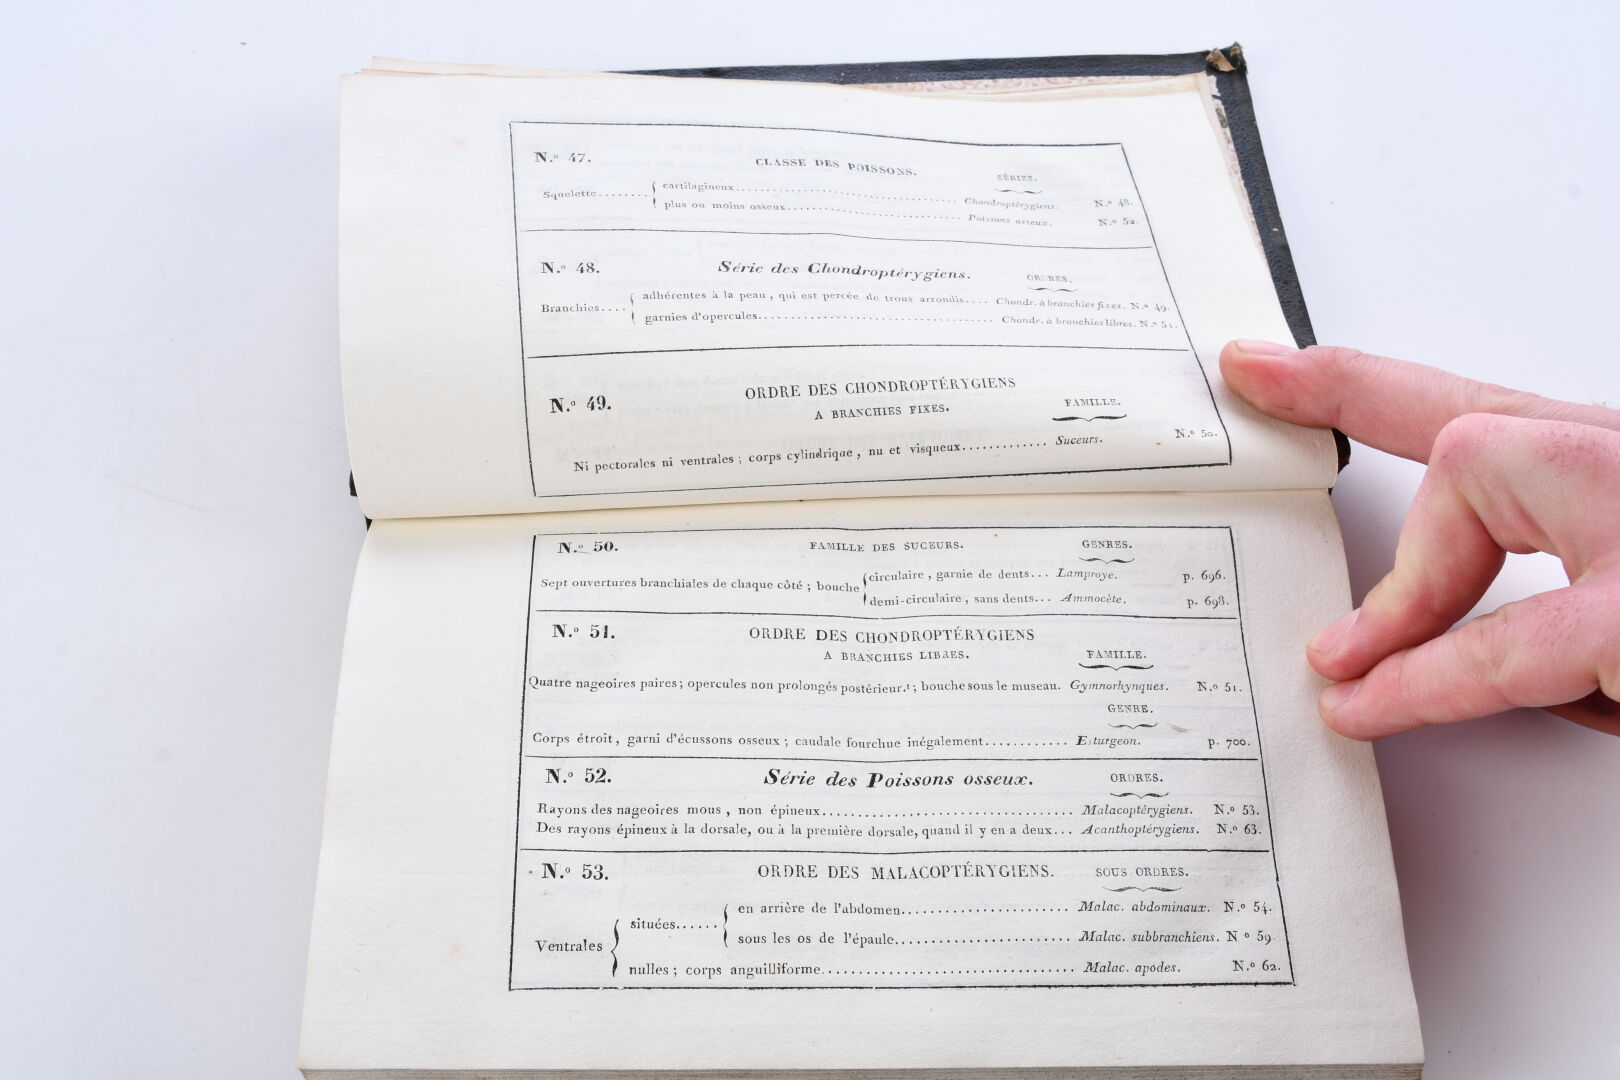 N.º 47. CLASSE DES POISSONS. SÉRIES.
Squelette........ { cartilagineux.............................. Chondroptérygiens. N.º 48.
plus ou moins osseux......................... Poissons osseux. N.º 52.
N.º 48. Série des Chondroptérygiens. ORDRES.
Branchies.... { adhérentes à la peau, qui est percée de trous arrondis.... Chondr. à branchies fixes. N.º 49.
garnies d'opercules.................................. Chondr. à branchies libres. N.º 51.
N.º 49. ORDRE DES CHONDROPTÉRYGIENS
A BRANCHIES FIXES. FAMILLE.
Ni pectorales ni ventrales; corps cylindrique, nu et visqueux............. Suceurs. N.º 50.
N.º 50. FAMILLE DES SUCEURS. GENRES.
Sept ouvertures branchiales de chaque côté; bouche { circulaire, garnie de dents... Lamproye. p. 696.
demi-circulaire, sans dents... Ammocète. p. 698.
N.º 51. ORDRE DES CHONDROPTÉRYGIENS
A BRANCHIES LIBRES. FAMILLE.
Quatre nageoires paires; opercules non prolongés postérieur.t; bouche sous le museau. Gymnorhynques. N.º 51.
GENRE.
Corps étroit, garni d'écussons osseux; caudale fourchue inégalement............ Esturgeon. p. 700.
N.º 52. Série des Poissons osseux. ORDRES.
Rayons des nageoires mous, non épineux.................................... Malacoptérygiens. N.º 53.
Des rayons épineux à la dorsale, ou à la première dorsale, quand il y en a deux... Acanthoptérygiens. N.º 63.
N.º 53. ORDRE DES MALACOPTÉRYGIENS. SOUS ORDRES.
Ventrales { situées...... { en arrière de l'abdomen........................ Malac. abdominaux. N.º 54.
sous les os de l'épaule......................... Malac. subbranchiens. N º 59
nulles; corps anguilliforme.................................... Malac. apodes. N.º 62.